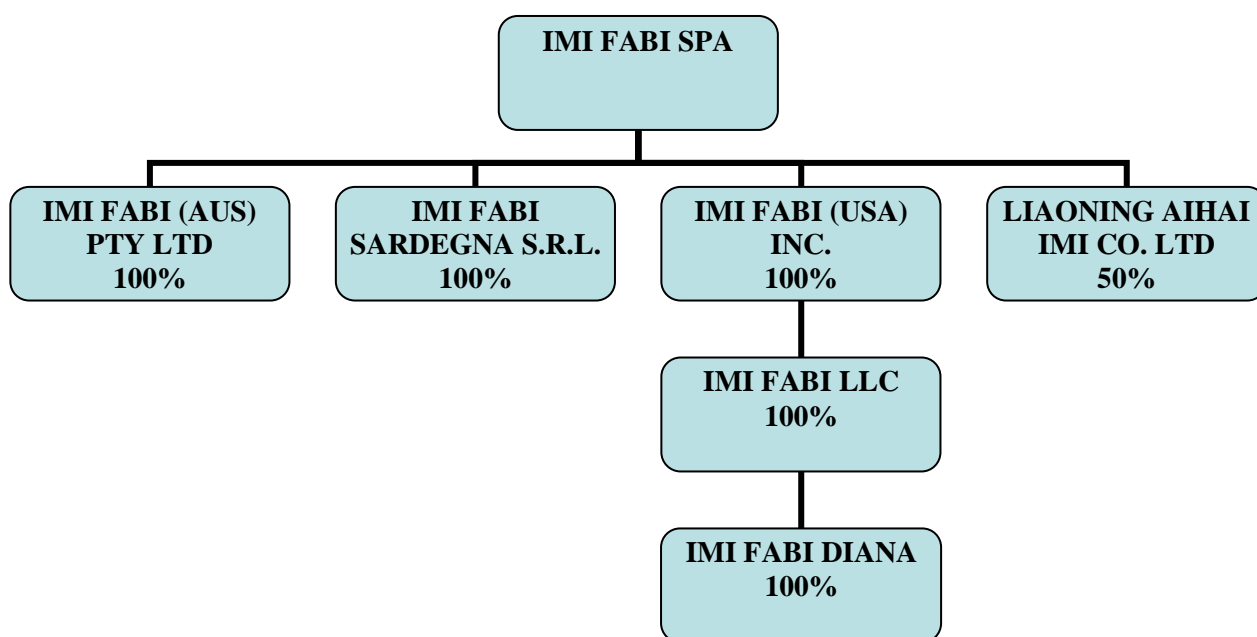 IMI FABI SPA
IMI FABI (AUS)
PTY LTD
100%
IMI FABI
SARDEGNA S.R.L.
100%
IMI FABI (USA)
INC.
100%
LIAONING AIHAI
IMI CO. LTD
50%
IMI FABI LLC
100%
IMI FABI DIANA
100%